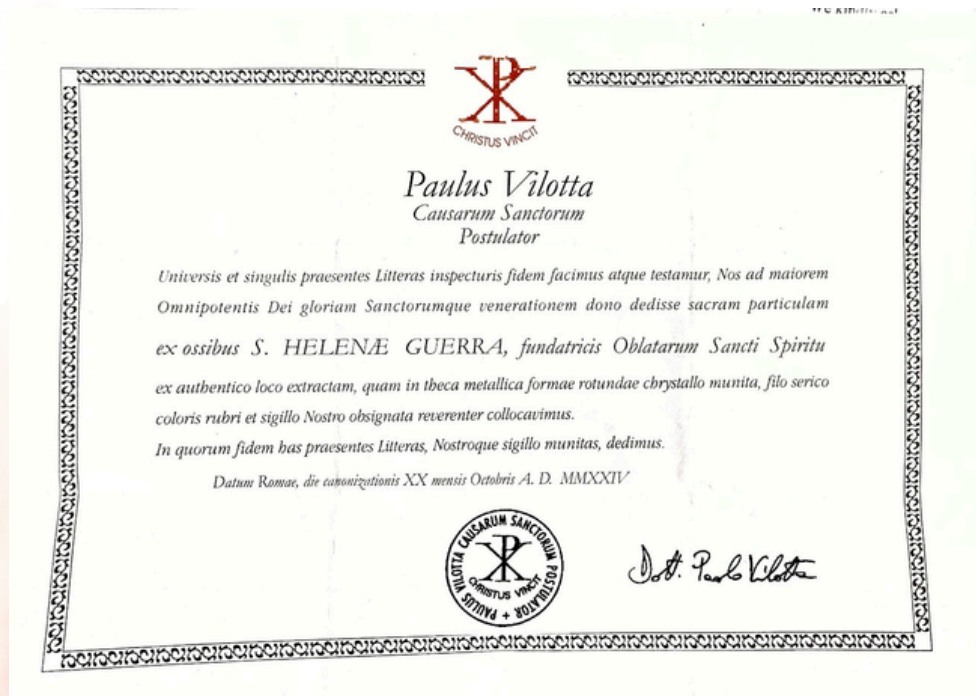 CHRISTUS VINCIT
Paulus Vilotta
Causarum Sanctorum
Postulator
Universis et singulis praesentes Litteras inspecturis fidem facimus atque testamur, Nos ad maiorem
Omnipotentis Dei gloriam Sanctorumque venerationem dono dedisse sacram particulam
ex ossibus S. HELENÆ GUERRA, fundatricis Oblatarum Sancti Spiritu
ex authentico loco extractam, quam in theca metallica formae rotundae chrystallo munita, filo serico
coloris rubri et sigillo Nostro obsignata reverenter collocavimus.
In quorum fidem has praesentes Litteras, Nostroque sigillo munitas, dedimus.
Datum Romae, die canonizationis XX mensis Octobris A. D. MMXXIV
PAULUS VILOTTA CAUSARUM SANCTORUM POSTULATOR +
CHRISTUS VINCIT
Dott. Paolo Vilotta